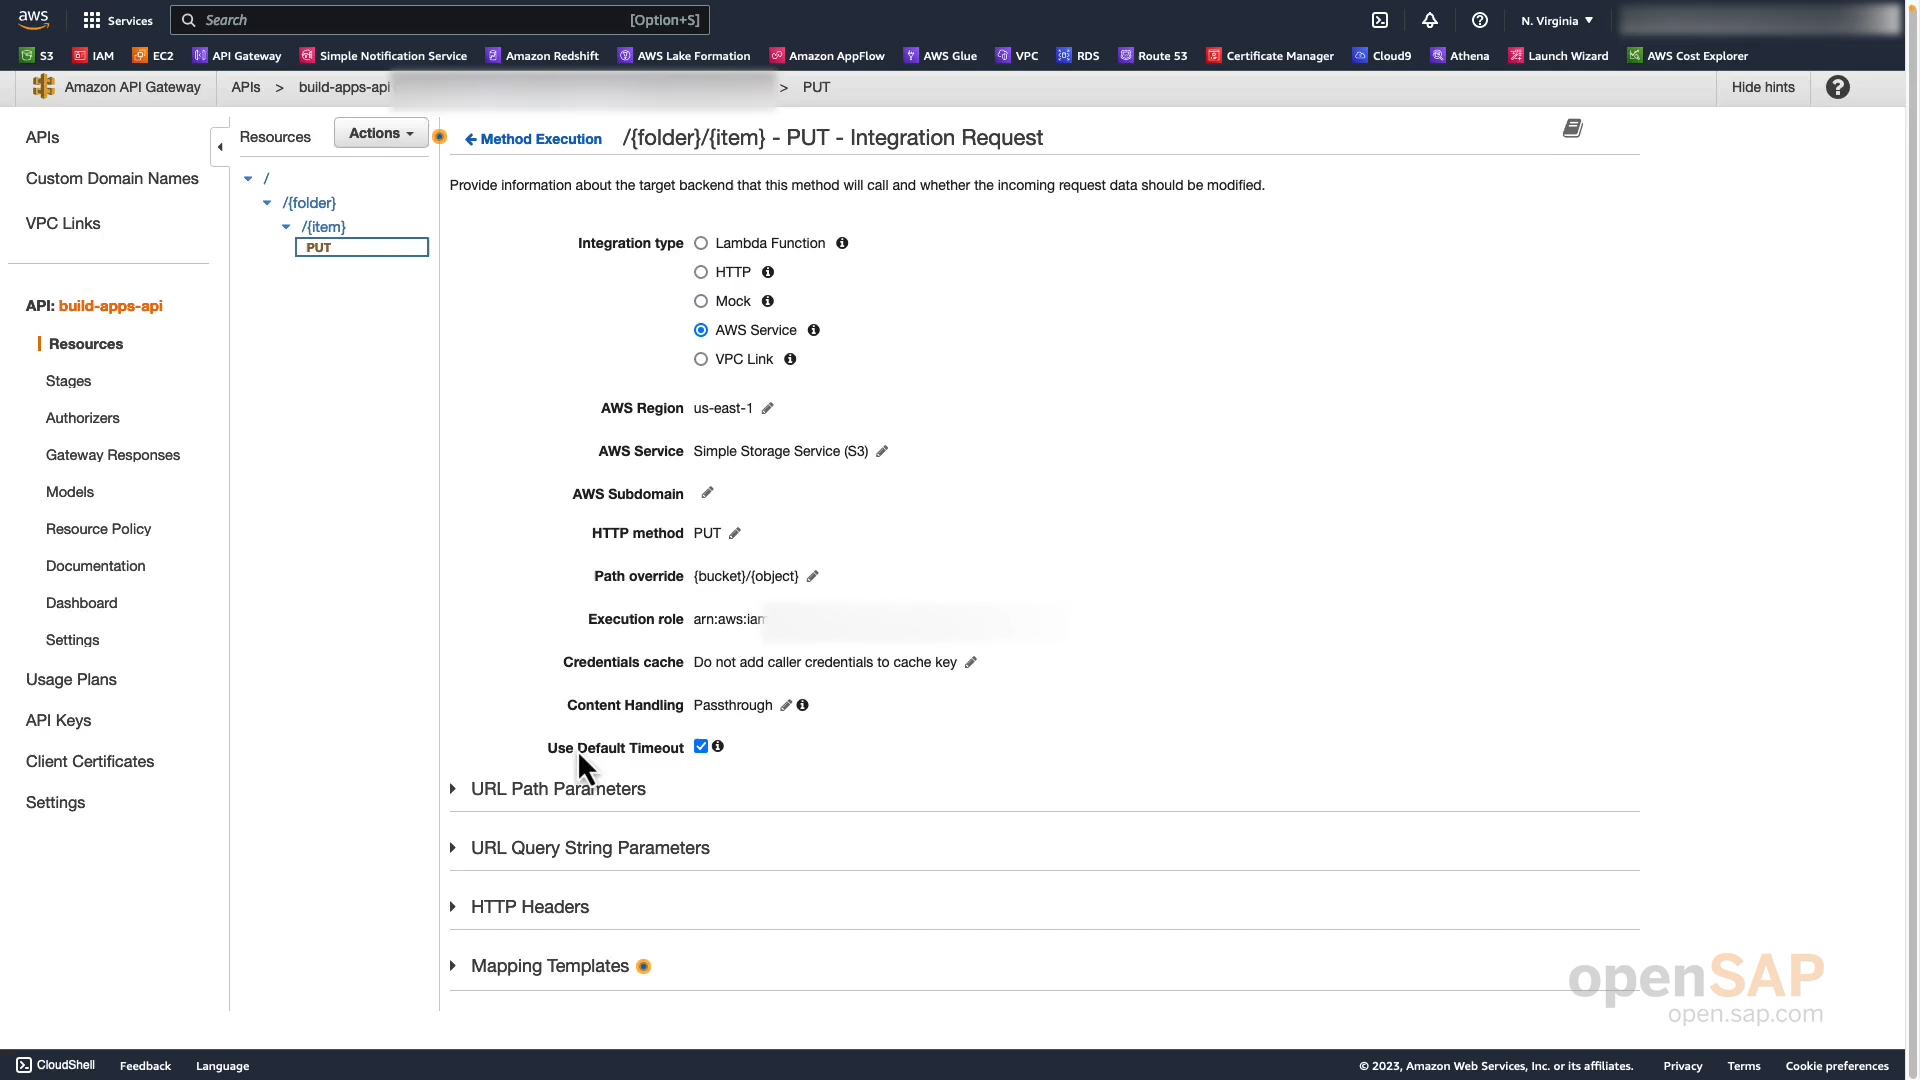 aws Services Search [Option+S] N. Virginia
S3 IAM EC2 API Gateway Simple Notification Service Amazon Redshift AWS Lake Formation Amazon AppFlow AWS Glue VPC RDS Route 53 Certificate Manager Cloud9 Athena Launch Wizard AWS Cost Explorer
Amazon API Gateway APIs > build-apps-api > PUT Hide hints
APIs
Custom Domain Names
VPC Links
API: build-apps-api
Resources
Stages
Authorizers
Gateway Responses
Models
Resource Policy
Documentation
Dashboard
Settings
Usage Plans
API Keys
Client Certificates
Settings
Resources Actions
/
/{folder}
/{item}
PUT
Method Execution /{folder}/{item} - PUT - Integration Request
Provide information about the target backend that this method will call and whether the incoming request data should be modified.
Integration type Lambda Function
HTTP
Mock
AWS Service
VPC Link
AWS Region us-east-1
AWS Service Simple Storage Service (S3)
AWS Subdomain
HTTP method PUT
Path override {bucket}/{object}
Execution role arn:aws:iam
Credentials cache Do not add caller credentials to cache key
Content Handling Passthrough
Use Default Timeout
URL Path Parameters
URL Query String Parameters
HTTP Headers
Mapping Templates
openSAP
open.sap.com
CloudShell Feedback Language © 2023, Amazon Web Services, Inc. or its affiliates. Privacy Terms Cookie preferences